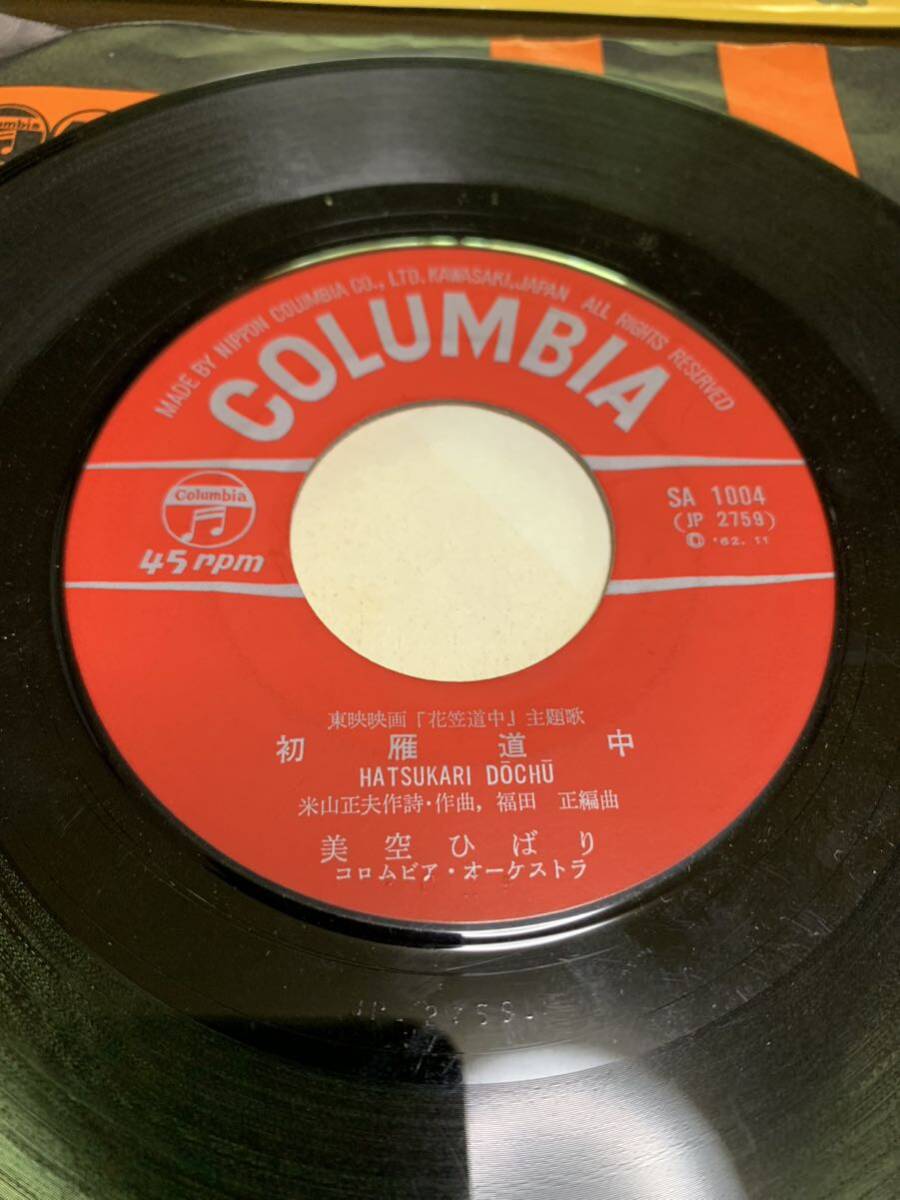 MADE BY NIPPON COLUMBIA CO., LTD. KAWASAKI, JAPAN ALL RIGHTS RESERVED
COLUMBIA
Columbia
45 rpm
SA 1004
(JP 2759)
Ⓒ '62. 11
東映映画『花笠道中』主題歌
初雁道中
HATSUKARI DŌCHŪ
米山正夫作詩・作曲, 福田 正編曲
美空ひばり
コロムビア・オーケストラ
Columbia